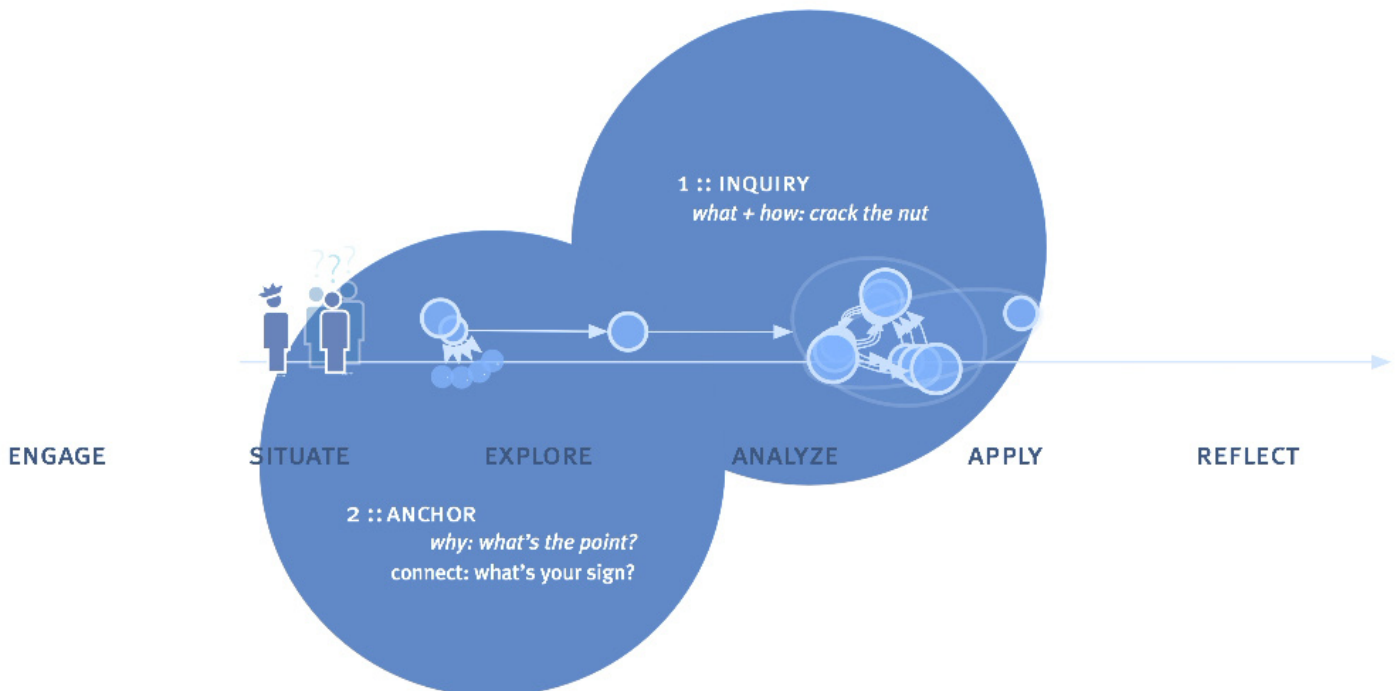 ? ? ?
1 :: INQUIRY
what + how: crack the nut
ENGAGE SITUATE EXPLORE ANALYZE APPLY REFLECT
2 :: ANCHOR
why: what's the point?
connect: what's your sign?